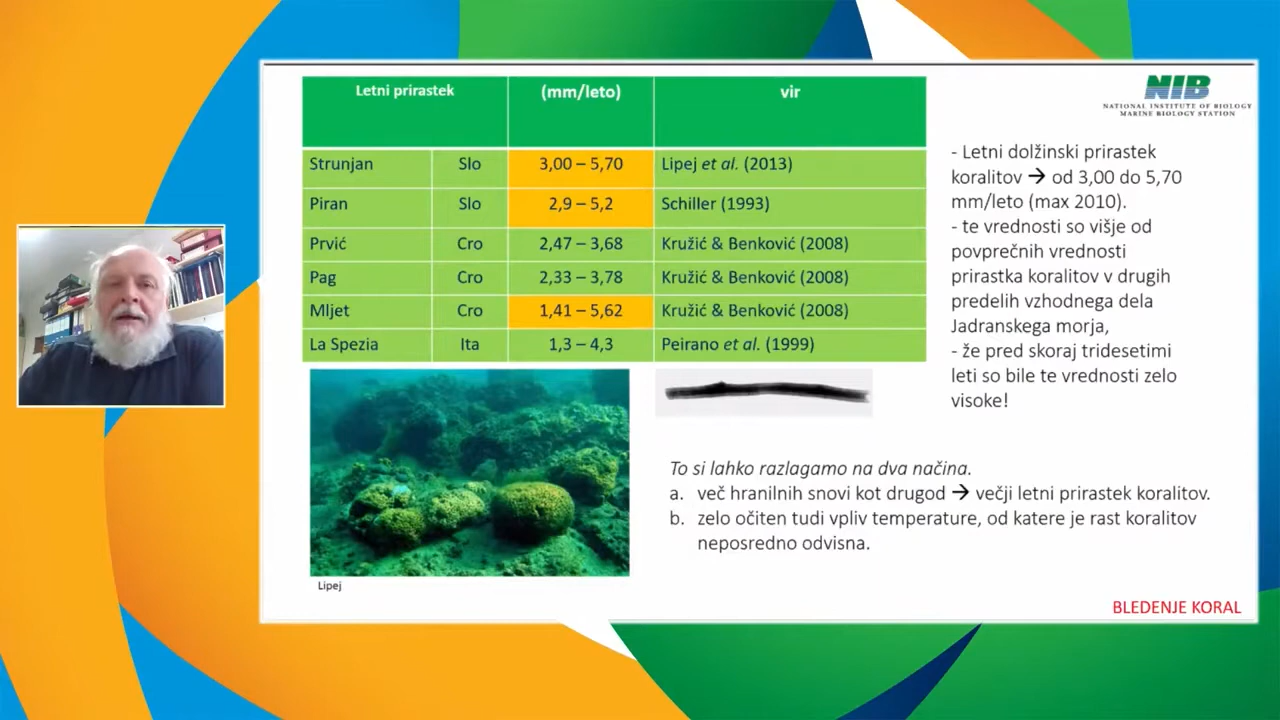 Letni prirastek (mm/leto) vir
Strunjan Slo 3,00 – 5,70 Lipej et al. (2013)
Piran Slo 2,9 – 5,2 Schiller (1993)
Prvić Cro 2,47 – 3,68 Kružić & Benković (2008)
Pag Cro 2,33 – 3,78 Kružić & Benković (2008)
Mljet Cro 1,41 – 5,62 Kružić & Benković (2008)
La Spezia Ita 1,3 – 4,3 Peirano et al. (1999)
NIB
NATIONAL INSTITUTE OF BIOLOGY
MARINE BIOLOGY STATION
- Letni dolžinski prirastek
koralitov → od 3,00 do 5,70
mm/leto (max 2010).
- te vrednosti so višje od
povprečnih vrednosti
prirastka koralitov v drugih
predelih vzhodnega dela
Jadranskega morja,
- že pred skoraj tridesetimi
leti so bile te vrednosti zelo
visoke!
To si lahko razlagamo na dva načina.
a. več hranilnih snovi kot drugod → večji letni prirastek koralitov.
b. zelo očiten tudi vpliv temperature, od katere je rast koralitov
neposredno odvisna.
Lipej
BLEDENJE KORAL